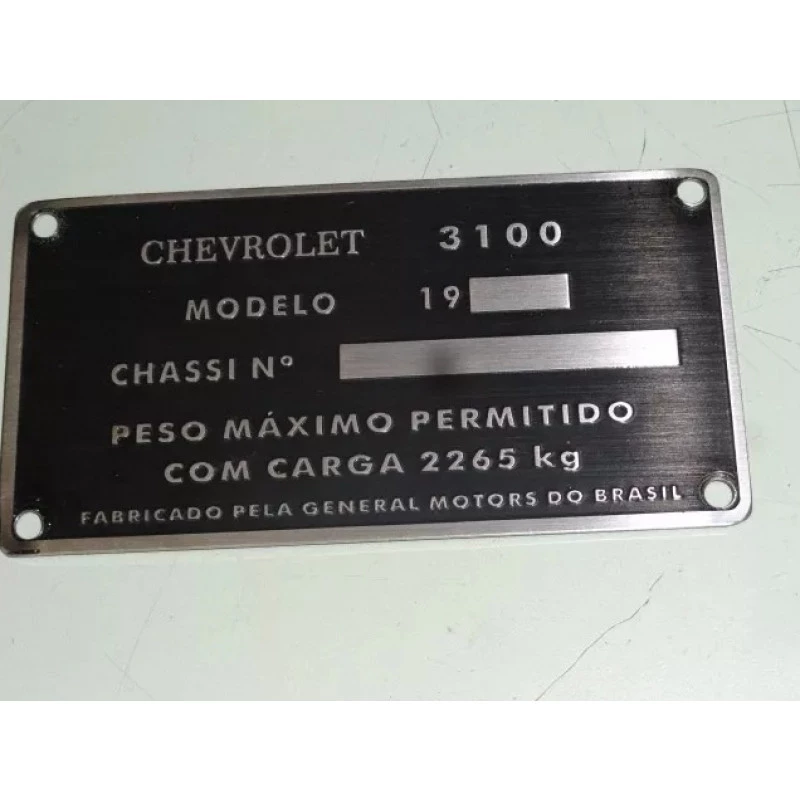 CHEVROLET 3100
MODELO 19
CHASSI Nº
PESO MÁXIMO PERMITIDO
COM CARGA 2265 kg
FABRICADO PELA GENERAL MOTORS DO BRASIL